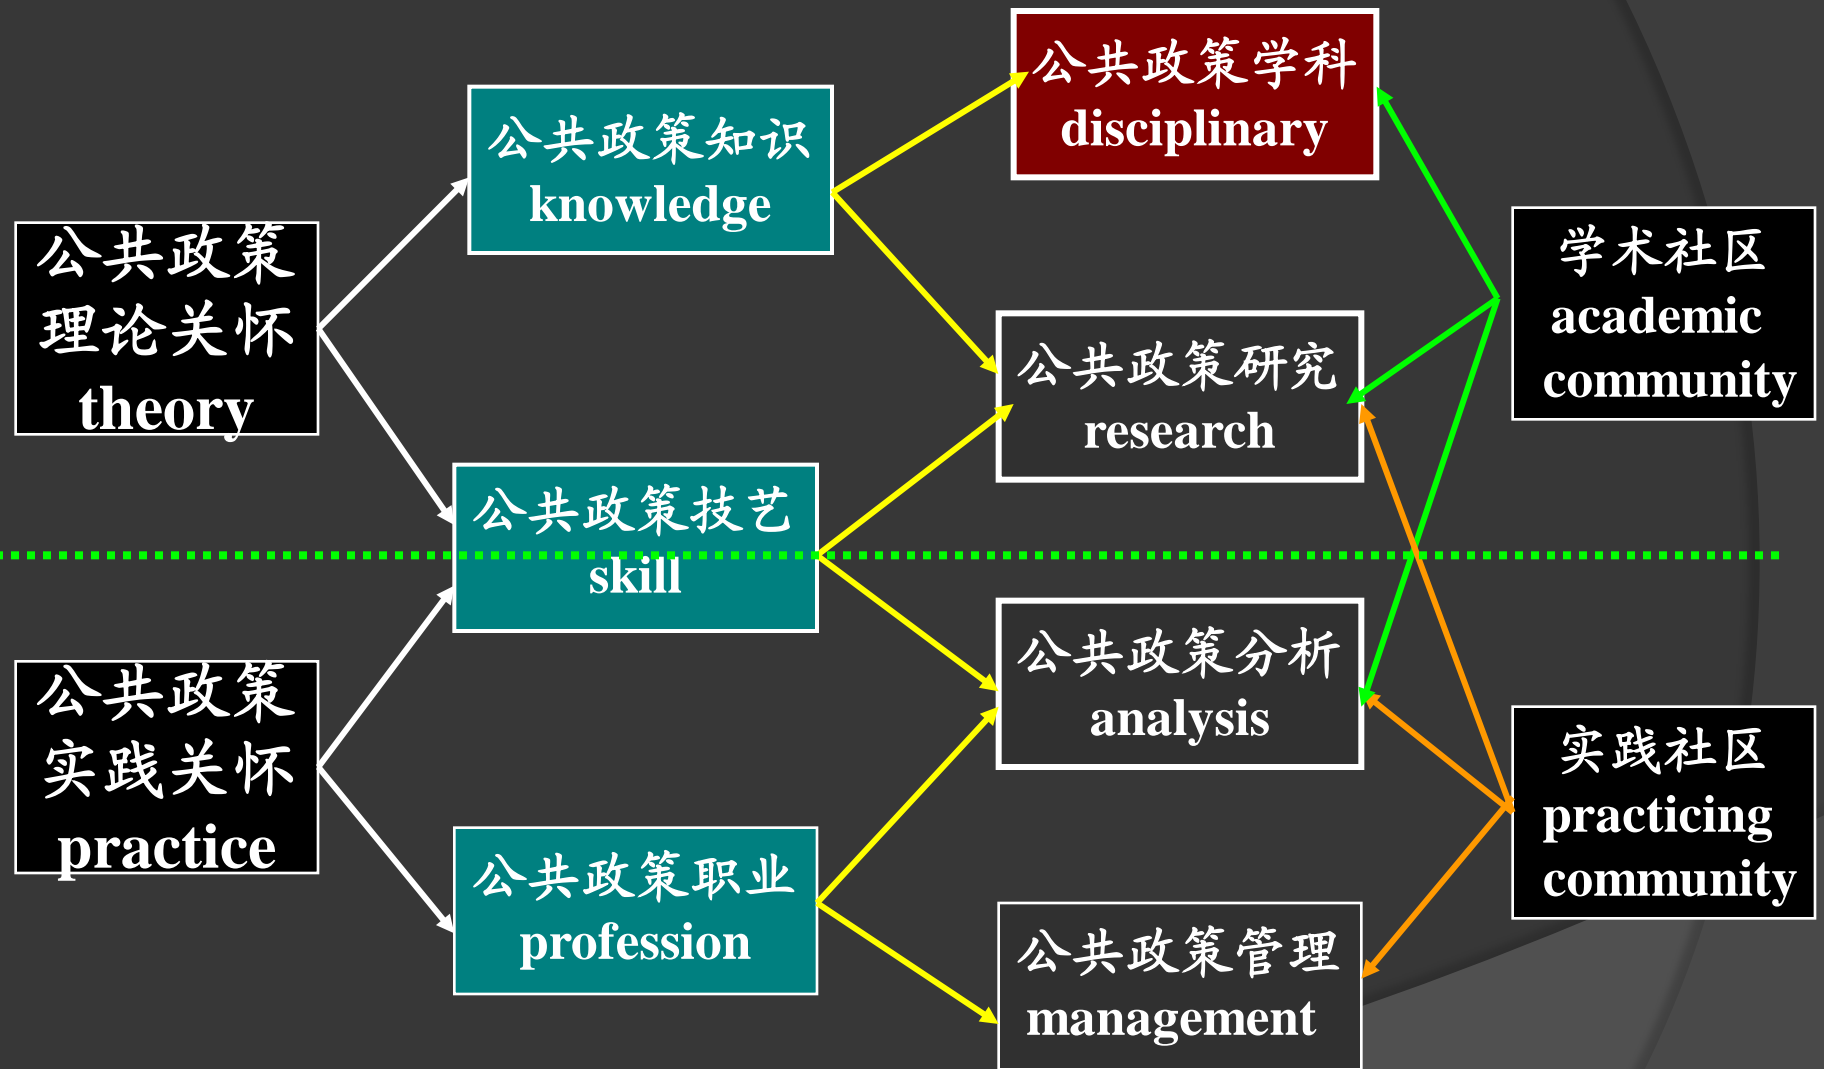 公共政策
理论关怀
theory
公共政策
实践关怀
practice
公共政策知识
knowledge
公共政策技艺
skill
公共政策职业
profession
公共政策学科
disciplinary
公共政策研究
research
公共政策分析
analysis
公共政策管理
management
学术社区
academic
community
实践社区
practicing
community